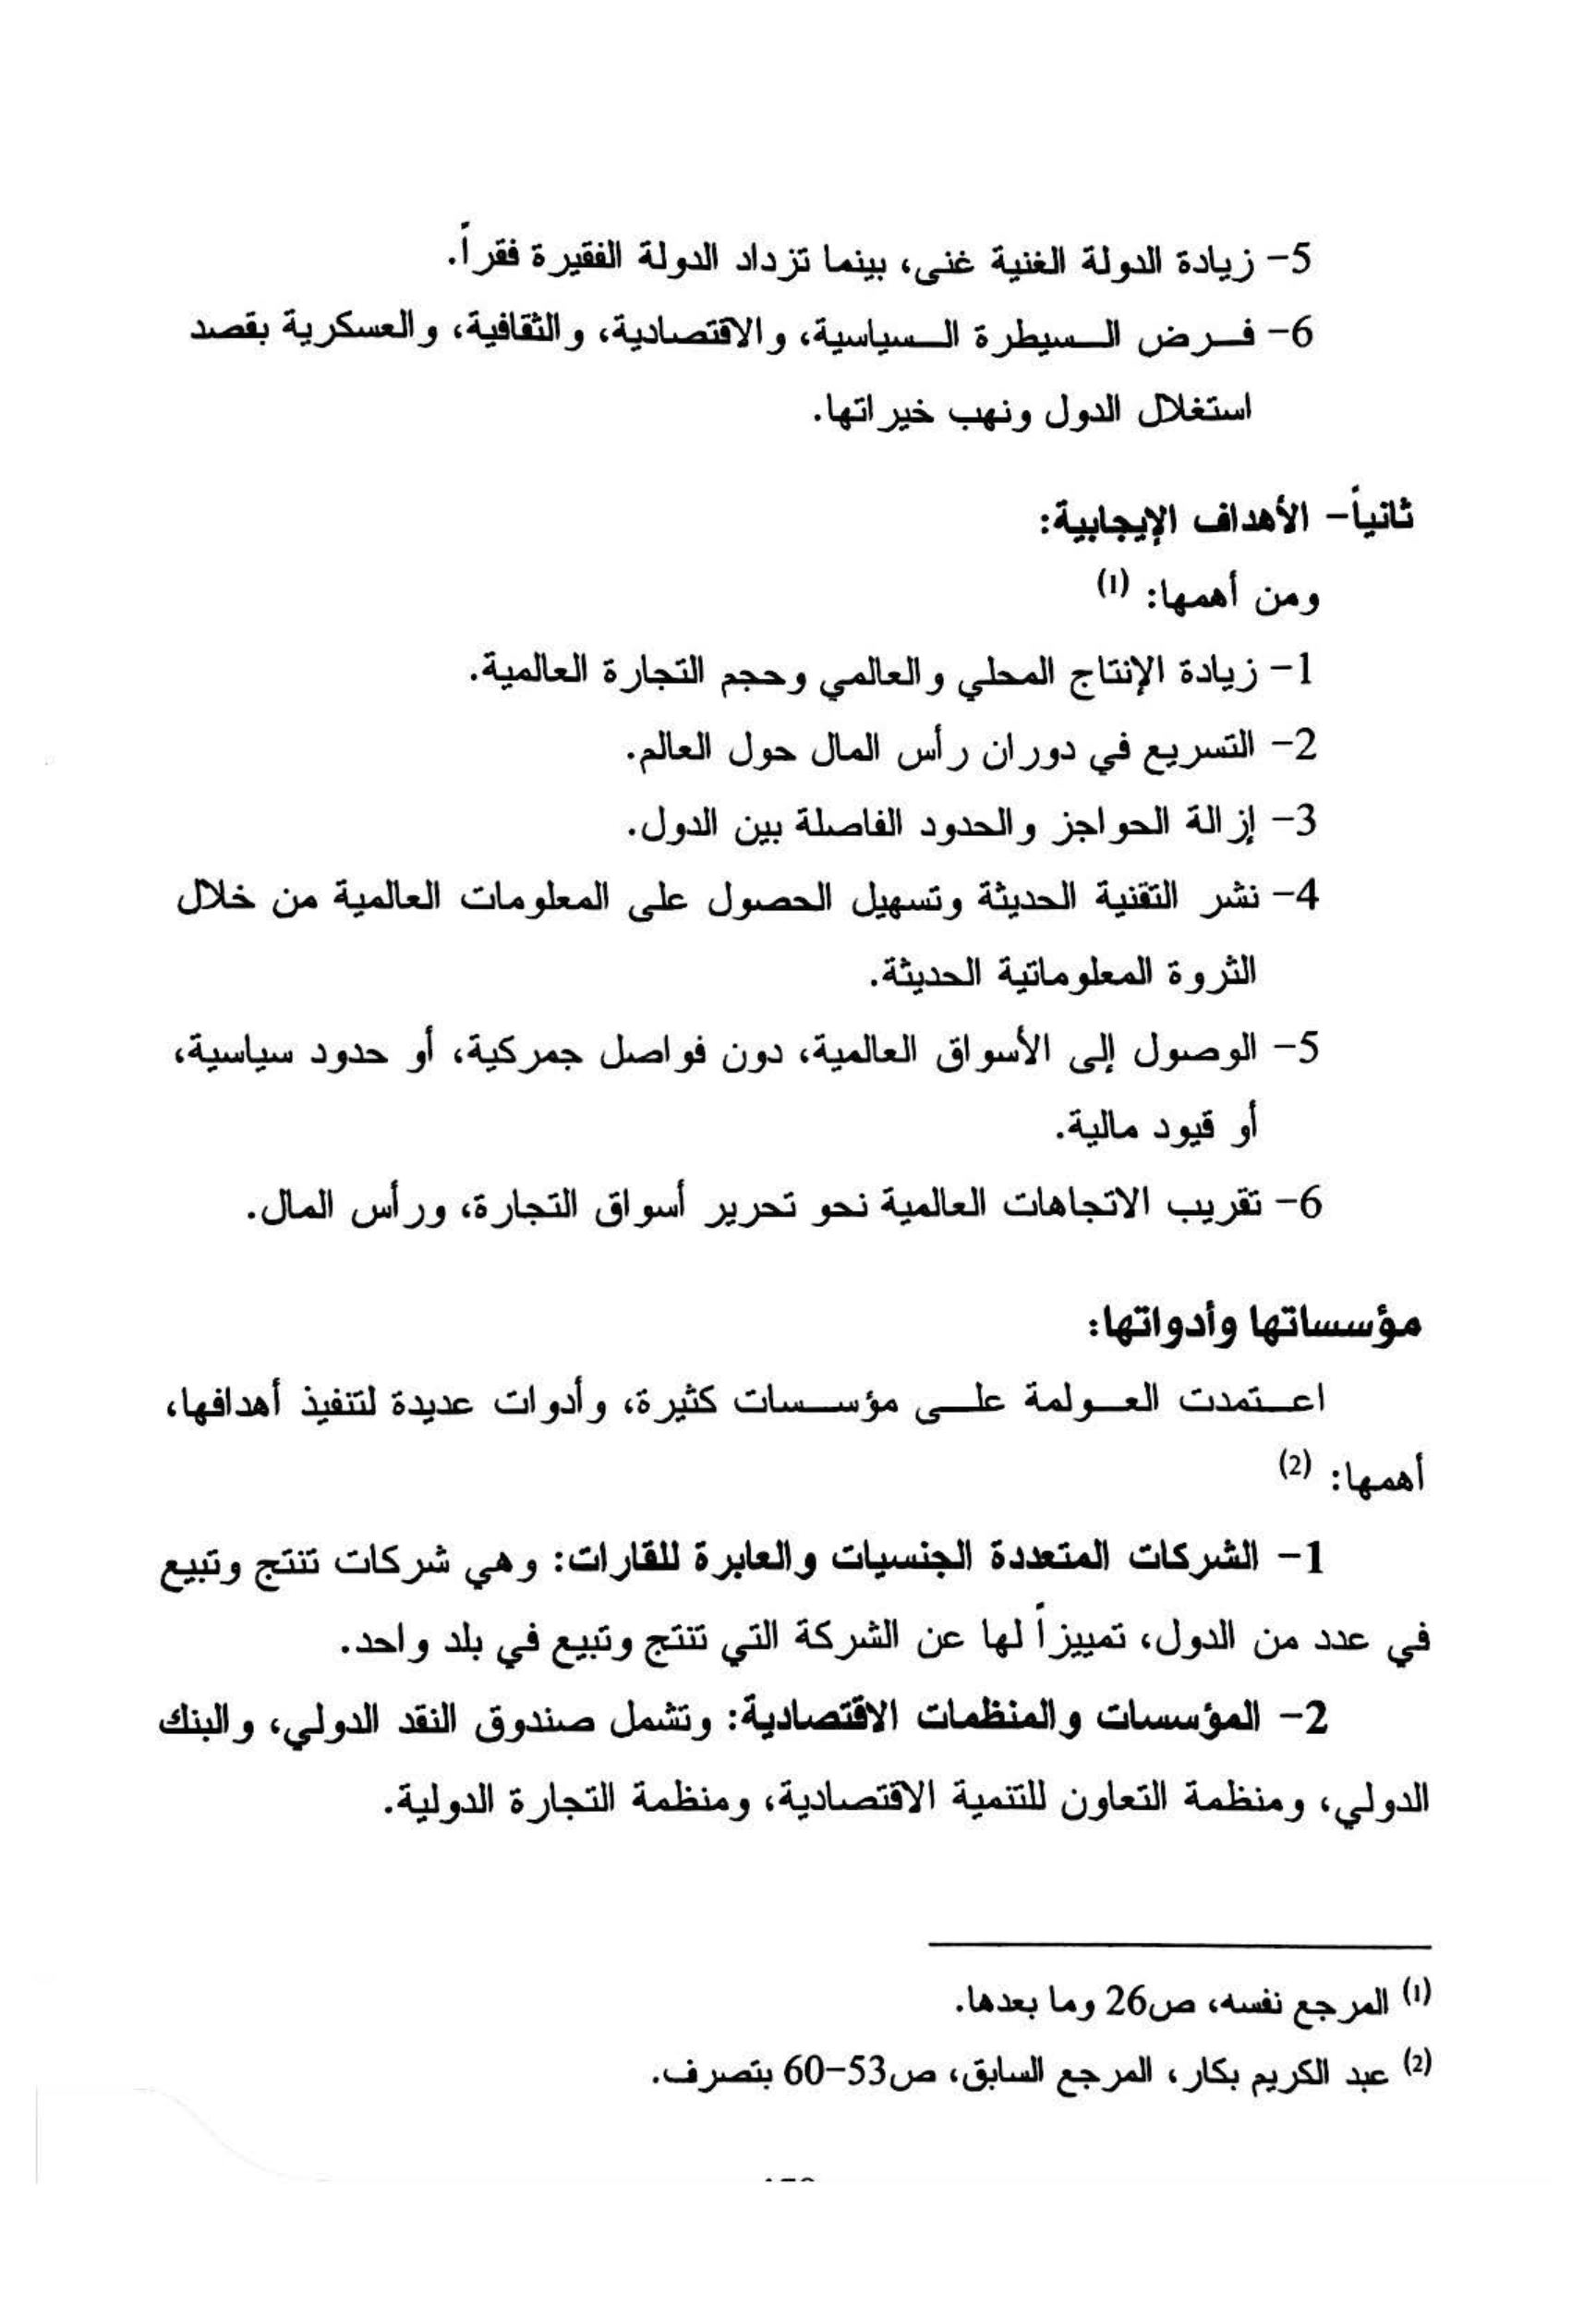 5- زيادة الدولة الغنية غنى، بينما تزداد الدولة الفقيرة فقراً.
6- فرض السيطرة السياسية، والاقتصادية، والثقافية، والعسكرية بقصد
استغلال الدول ونهب خيراتها.
ثانياً- الأهداف الإيجابية:
ومن أهمها: (1)
1- زيادة الإنتاج المحلي والعالمي وحجم التجارة العالمية.
2- التسريع في دوران رأس المال حول العالم.
3- إزالة الحواجز والحدود الفاصلة بين الدول.
4- نشر التقنية الحديثة وتسهيل الحصول على المعلومات العالمية من خلال
الثروة المعلوماتية الحديثة.
5- الوصول إلى الأسواق العالمية، دون فواصل جمركية، أو حدود سياسية،
أو قيود مالية.
6- تقريب الاتجاهات العالمية نحو تحرير أسواق التجارة، ورأس المال.
مؤسساتها وأدواتها:
اعتمدت العولمة على مؤسسات كثيرة، وأدوات عديدة لتنفيذ أهدافها،
أهمها: (2)
1- الشركات المتعددة الجنسيات والعابرة للقارات: وهي شركات تنتج وتبيع
في عدد من الدول، تمييزاً لها عن الشركة التي تنتج وتبيع في بلد واحد.
2- المؤسسات والمنظمات الاقتصادية: وتشمل صندوق النقد الدولي، والبنك
الدولي، ومنظمة التعاون للتنمية الاقتصادية، ومنظمة التجارة الدولية.
(1) المرجع نفسه، ص26 وما بعدها.
(2) عبد الكريم بكار، المرجع السابق، ص53-60 بتصرف.